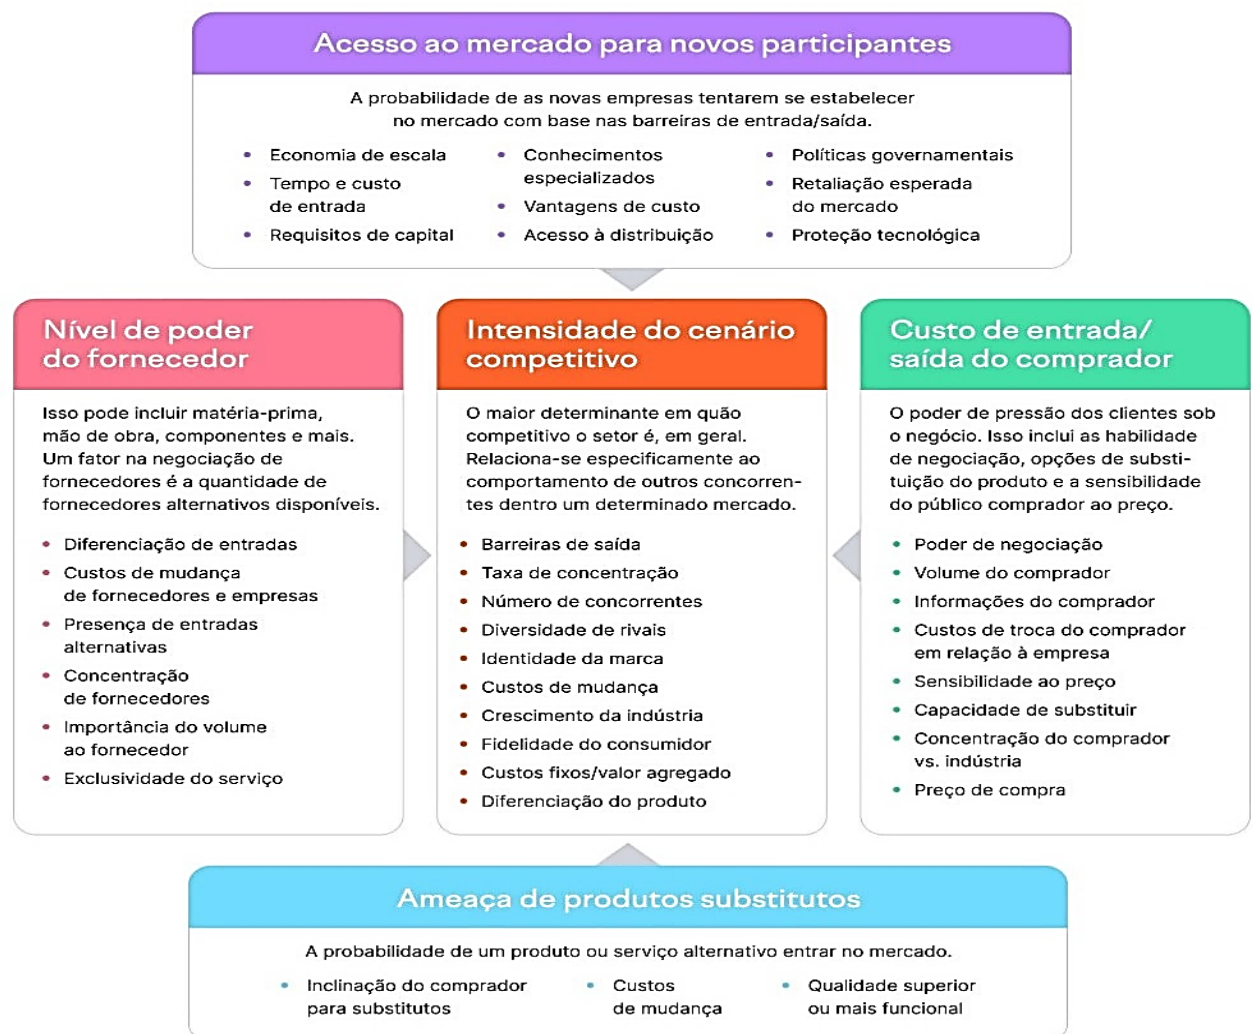 Acesso ao mercado para novos participantes
A probabilidade de as novas empresas tentarem se estabelecer
no mercado com base nas barreiras de entrada/saída.
• Economia de escala
• Tempo e custo
de entrada
• Requisitos de capital
• Conhecimentos
especializados
• Vantagens de custo
• Acesso à distribuição
• Políticas governamentais
• Retaliação esperada
do mercado
• Proteção tecnológica
Nível de poder
do fornecedor
Isso pode incluir matéria-prima,
mão de obra, componentes e mais.
Um fator na negociação de
fornecedores é a quantidade de
fornecedores alternativos disponíveis.
• Diferenciação de entradas
• Custos de mudança
de fornecedores e empresas
• Presença de entradas
alternativas
• Concentração
de fornecedores
• Importância do volume
ao fornecedor
• Exclusividade do serviço
Intensidade do cenário
competitivo
O maior determinante em quão
competitivo o setor é, em geral.
Relaciona-se especificamente ao
comportamento de outros concorren-
tes dentro um determinado mercado.
• Barreiras de saída
• Taxa de concentração
• Número de concorrentes
• Diversidade de rivais
• Identidade da marca
• Custos de mudança
• Crescimento da indústria
• Fidelidade do consumidor
• Custos fixos/valor agregado
• Diferenciação do produto
Custo de entrada/
saída do comprador
O poder de pressão dos clientes sob
o negócio. Isso inclui as habilidade
de negociação, opções de substi-
tuição do produto e a sensibilidade
do público comprador ao preço.
• Poder de negociação
• Volume do comprador
• Informações do comprador
• Custos de troca do comprador
em relação à empresa
• Sensibilidade ao preço
• Capacidade de substituir
• Concentração do comprador
vs. indústria
• Preço de compra
Ameaça de produtos substitutos
A probabilidade de um produto ou serviço alternativo entrar no mercado.
• Inclinação do comprador
para substitutos
• Custos
de mudança
• Qualidade superior
ou mais funcional